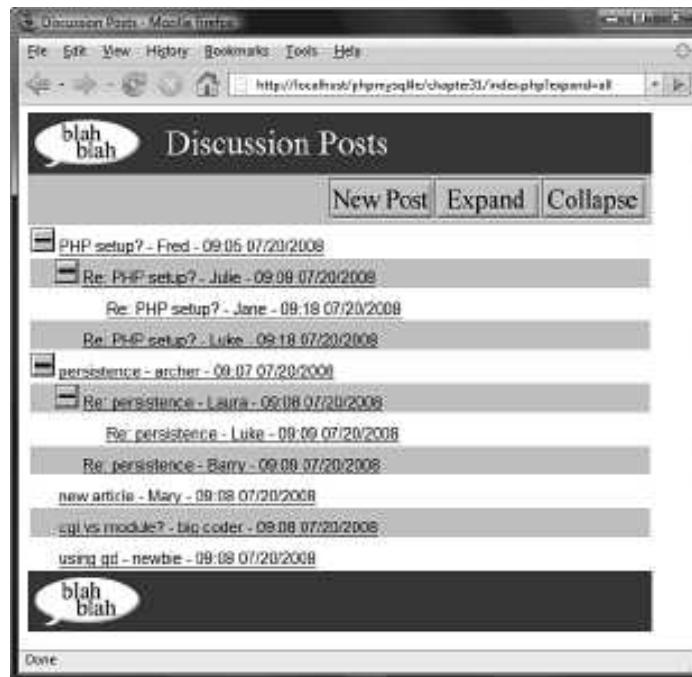 Discussion Posts - Mozilla Firefox
File Edit View History Bookmarks Tools Help
http://localhost/phpmysql4e/chapter31/index.php?expand=all
blah
blah
Discussion Posts
New Post Expand Collapse
PHP setup? - Fred - 09:05 07/20/2008
Re: PHP setup? - Julie - 09:09 07/20/2008
Re: PHP setup? - Jane - 09:18 07/20/2008
Re: PHP setup? - Luke - 09:18 07/20/2008
persistence - archer - 09:07 07/20/2008
Re: persistence - Laura - 09:08 07/20/2008
Re: persistence - Luke - 09:09 07/20/2008
Re: persistence - Barry - 09:09 07/20/2008
new article - Mary - 09:08 07/20/2008
cgi vs module? - big coder - 09:08 07/20/2008
using gd - newbie - 09:08 07/20/2008
blah
blah
Done